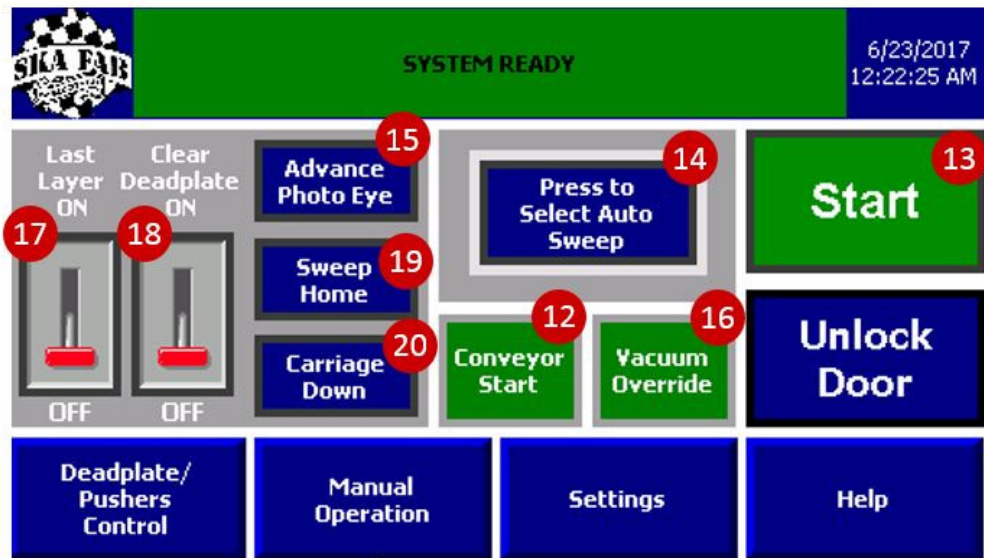 SKA FAB
SYSTEM READY
6/23/2017
12:22:25 AM
Last
Layer
ON
Clear
Deadplate
ON
17
18
OFF
OFF
15
Advance
Photo Eye
19
Sweep
Home
20
Carriage
Down
14
Press to
Select Auto
Sweep
12
Conveyor
Start
16
Vacuum
Override
13
Start
Unlock
Door
Deadplate/
Pushers
Control
Manual
Operation
Settings
Help